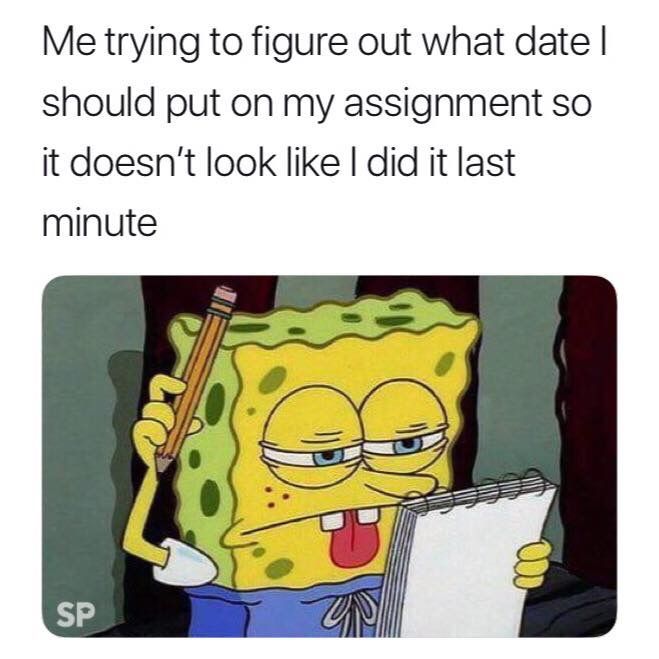 Me trying to figure out what date I
should put on my assignment so
it doesn’t look like I did it last
minute
SP